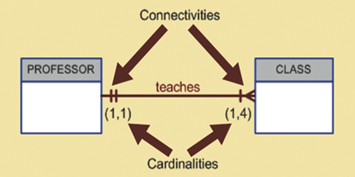 Connectivities
PROFESSOR
CLASS
teaches
(1,1)
(1,4)
Cardinalities